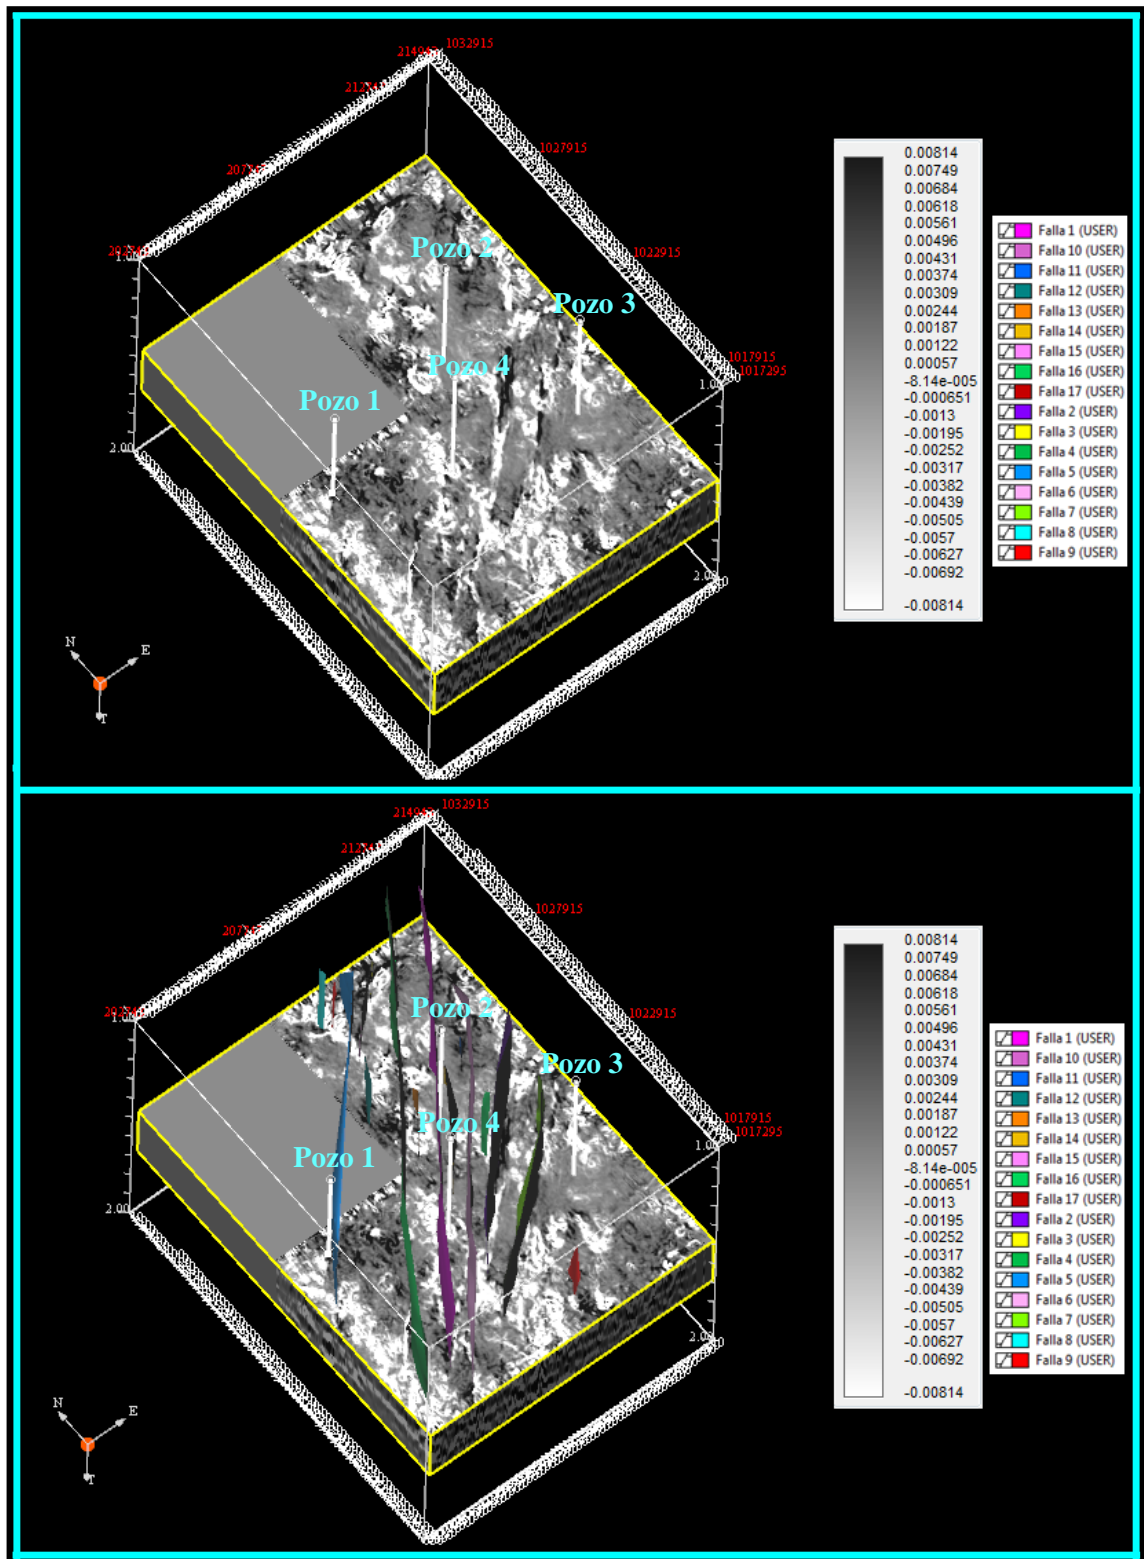 1032915
1027915
Pozo 2
1022915
Pozo 3
Pozo 4
1017915
1017295
Pozo 1
2.00
N
E
T
0.00814
0.00749
0.00684
0.00618
0.00561
0.00496
0.00431
0.00374
0.00309
0.00244
0.00187
0.00122
0.00057
-8.14e-005
-0.000651
-0.0013
-0.00195
-0.00252
-0.00317
-0.00382
-0.00439
-0.00505
-0.0057
-0.00627
-0.00692
-0.00814
Falla 1 (USER)
Falla 10 (USER)
Falla 11 (USER)
Falla 12 (USER)
Falla 13 (USER)
Falla 14 (USER)
Falla 15 (USER)
Falla 16 (USER)
Falla 17 (USER)
Falla 2 (USER)
Falla 3 (USER)
Falla 4 (USER)
Falla 5 (USER)
Falla 6 (USER)
Falla 7 (USER)
Falla 8 (USER)
Falla 9 (USER)
1032915
1027915
Pozo 2
1022915
Pozo 3
Pozo 4
1017915
1017295
Pozo 1
2.00
N
E
T
0.00814
0.00749
0.00684
0.00618
0.00561
0.00496
0.00431
0.00374
0.00309
0.00244
0.00187
0.00122
0.00057
-8.14e-005
-0.000651
-0.0013
-0.00195
-0.00252
-0.00317
-0.00382
-0.00439
-0.00505
-0.0057
-0.00627
-0.00692
-0.00814
Falla 1 (USER)
Falla 10 (USER)
Falla 11 (USER)
Falla 12 (USER)
Falla 13 (USER)
Falla 14 (USER)
Falla 15 (USER)
Falla 16 (USER)
Falla 17 (USER)
Falla 2 (USER)
Falla 3 (USER)
Falla 4 (USER)
Falla 5 (USER)
Falla 6 (USER)
Falla 7 (USER)
Falla 8 (USER)
Falla 9 (USER)